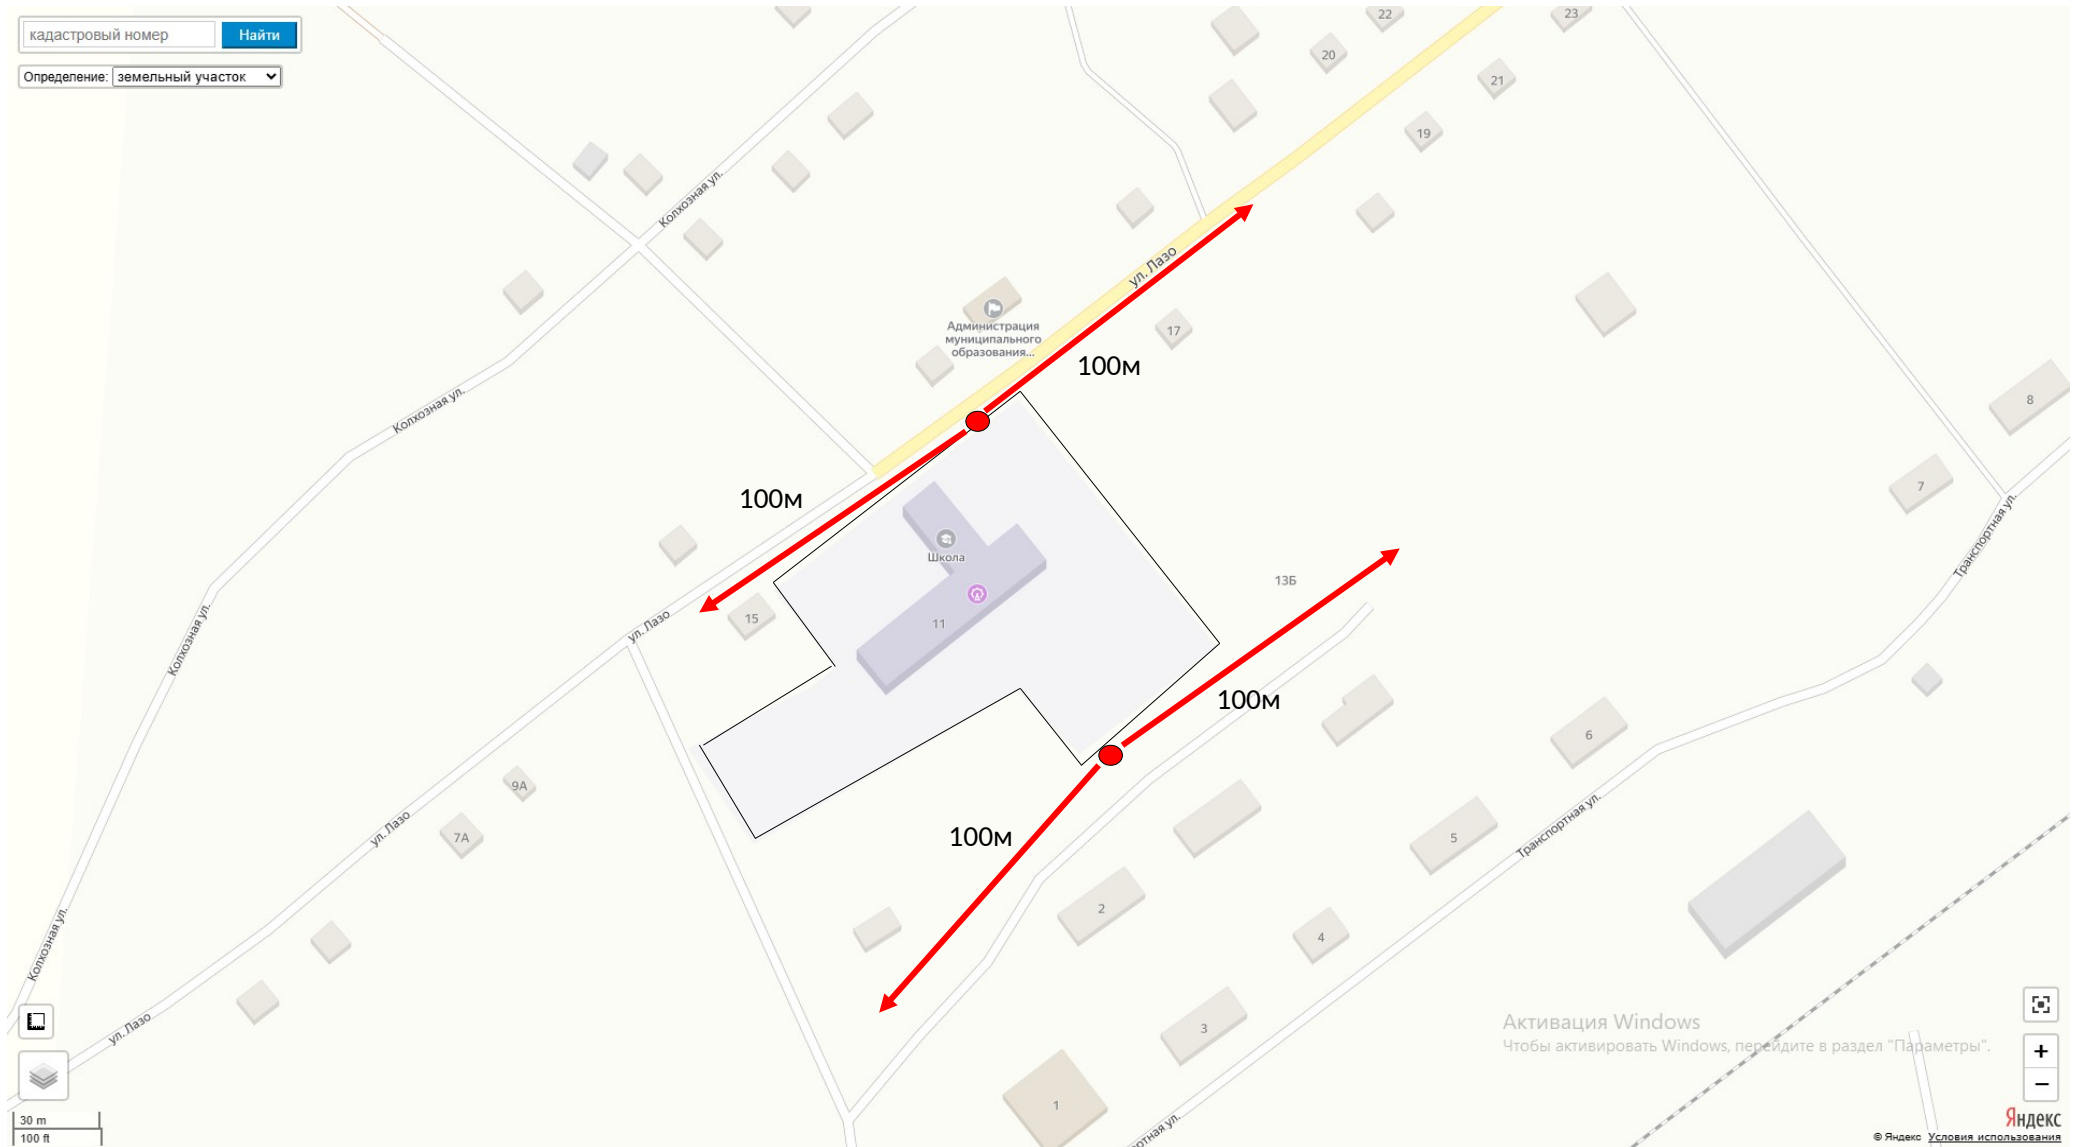 кадастровый номер
Найти
Определение: земельный участок
22
23
20
21
19
Колхозная ул.
ул. Лазо
Администрация
муниципального
образования...
17
100м
8
Колхозная ул.
7
100м
Школа
Транспортная ул.
13Б
11
15
ул. Лазо
Колхозная ул.
100м
6
9А
7А
ул. Лазо
100м
5
Транспортная ул.
2
4
Колхозная ул.
3
ул. Лазо
Активация Windows
Чтобы активировать Windows, перейдите в раздел "Параметры".
+
−
1
30 m
100 ft
Яндекс
© Яндекс Условия использования